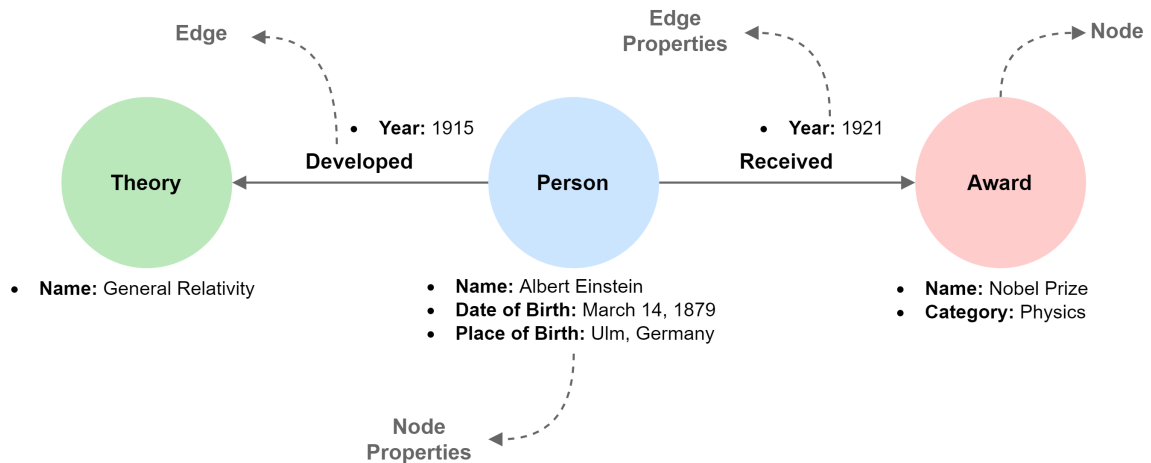 Edge
Edge
Properties
Node
• Year: 1915
• Year: 1921
Developed
Received
Theory
Person
Award
• Name: General Relativity
• Name: Albert Einstein
• Date of Birth: March 14, 1879
• Place of Birth: Ulm, Germany
• Name: Nobel Prize
• Category: Physics
Node
Properties